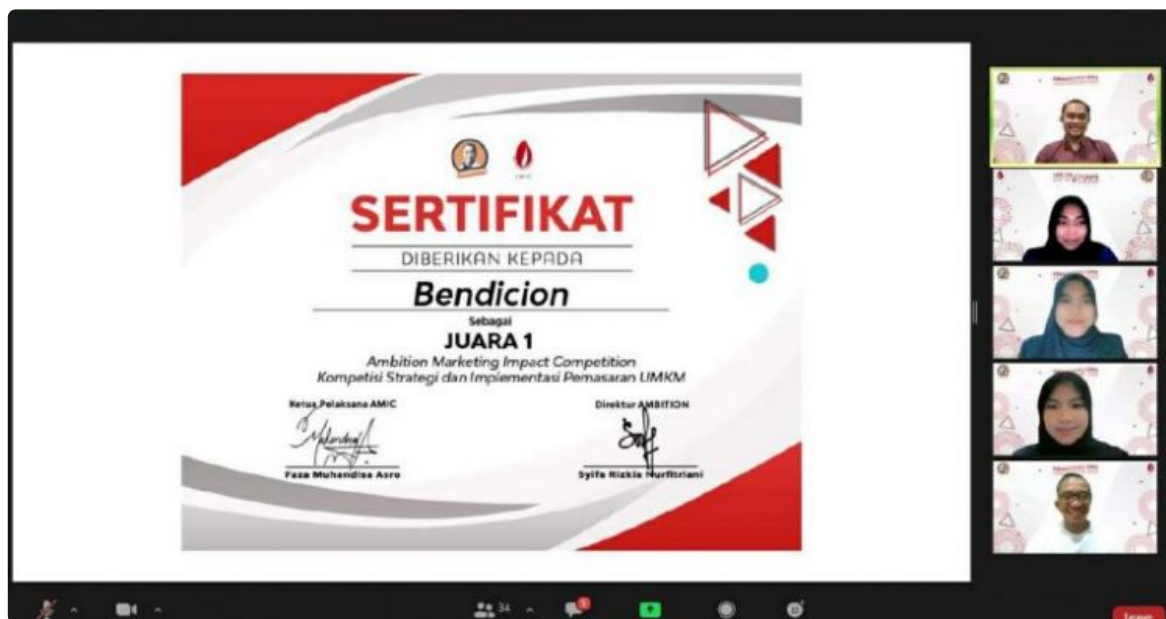 SERTIFIKAT
DIBERIKAN KEPADA
Bendicion
Sebagai
JUARA 1
Ambition Marketing Impact Competition
Kompetisi Strategi dan Implementasi Pemasaran UMKM
Ketua Pelaksana AMIC
Direktur AMBITION
Faza Muhandisa Asro
Syifa Rizkia Nurfitriani
34
Leave